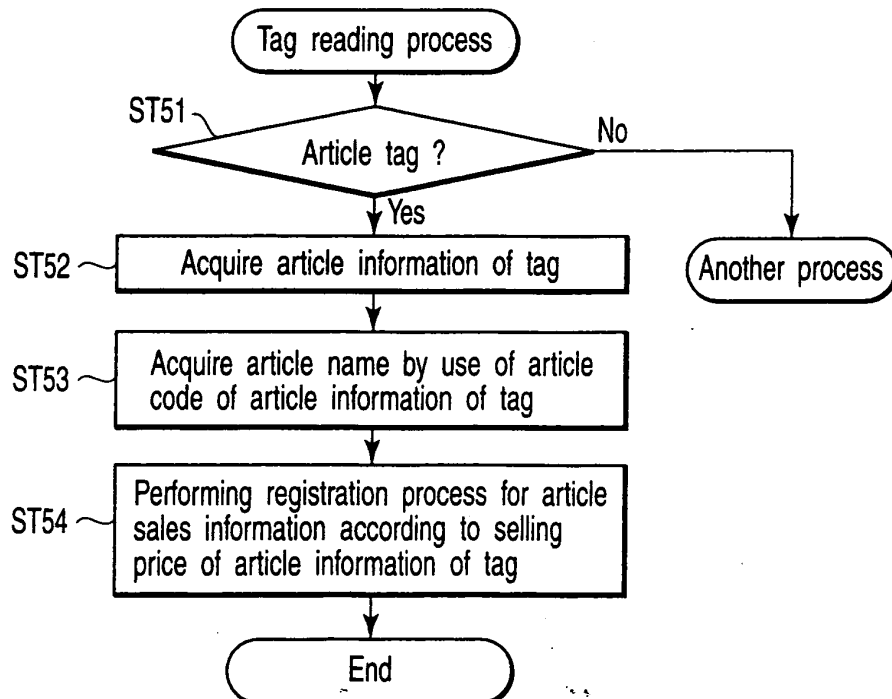 Tag reading process
ST51
Article tag ?
No
Yes
ST52
Acquire article information of tag
Another process
ST53
Acquire article name by use of article
code of article information of tag
ST54
Performing registration process for article
sales information according to selling
price of article information of tag
End